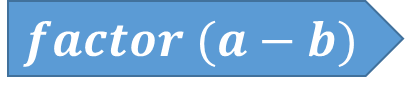 factor (a − b)